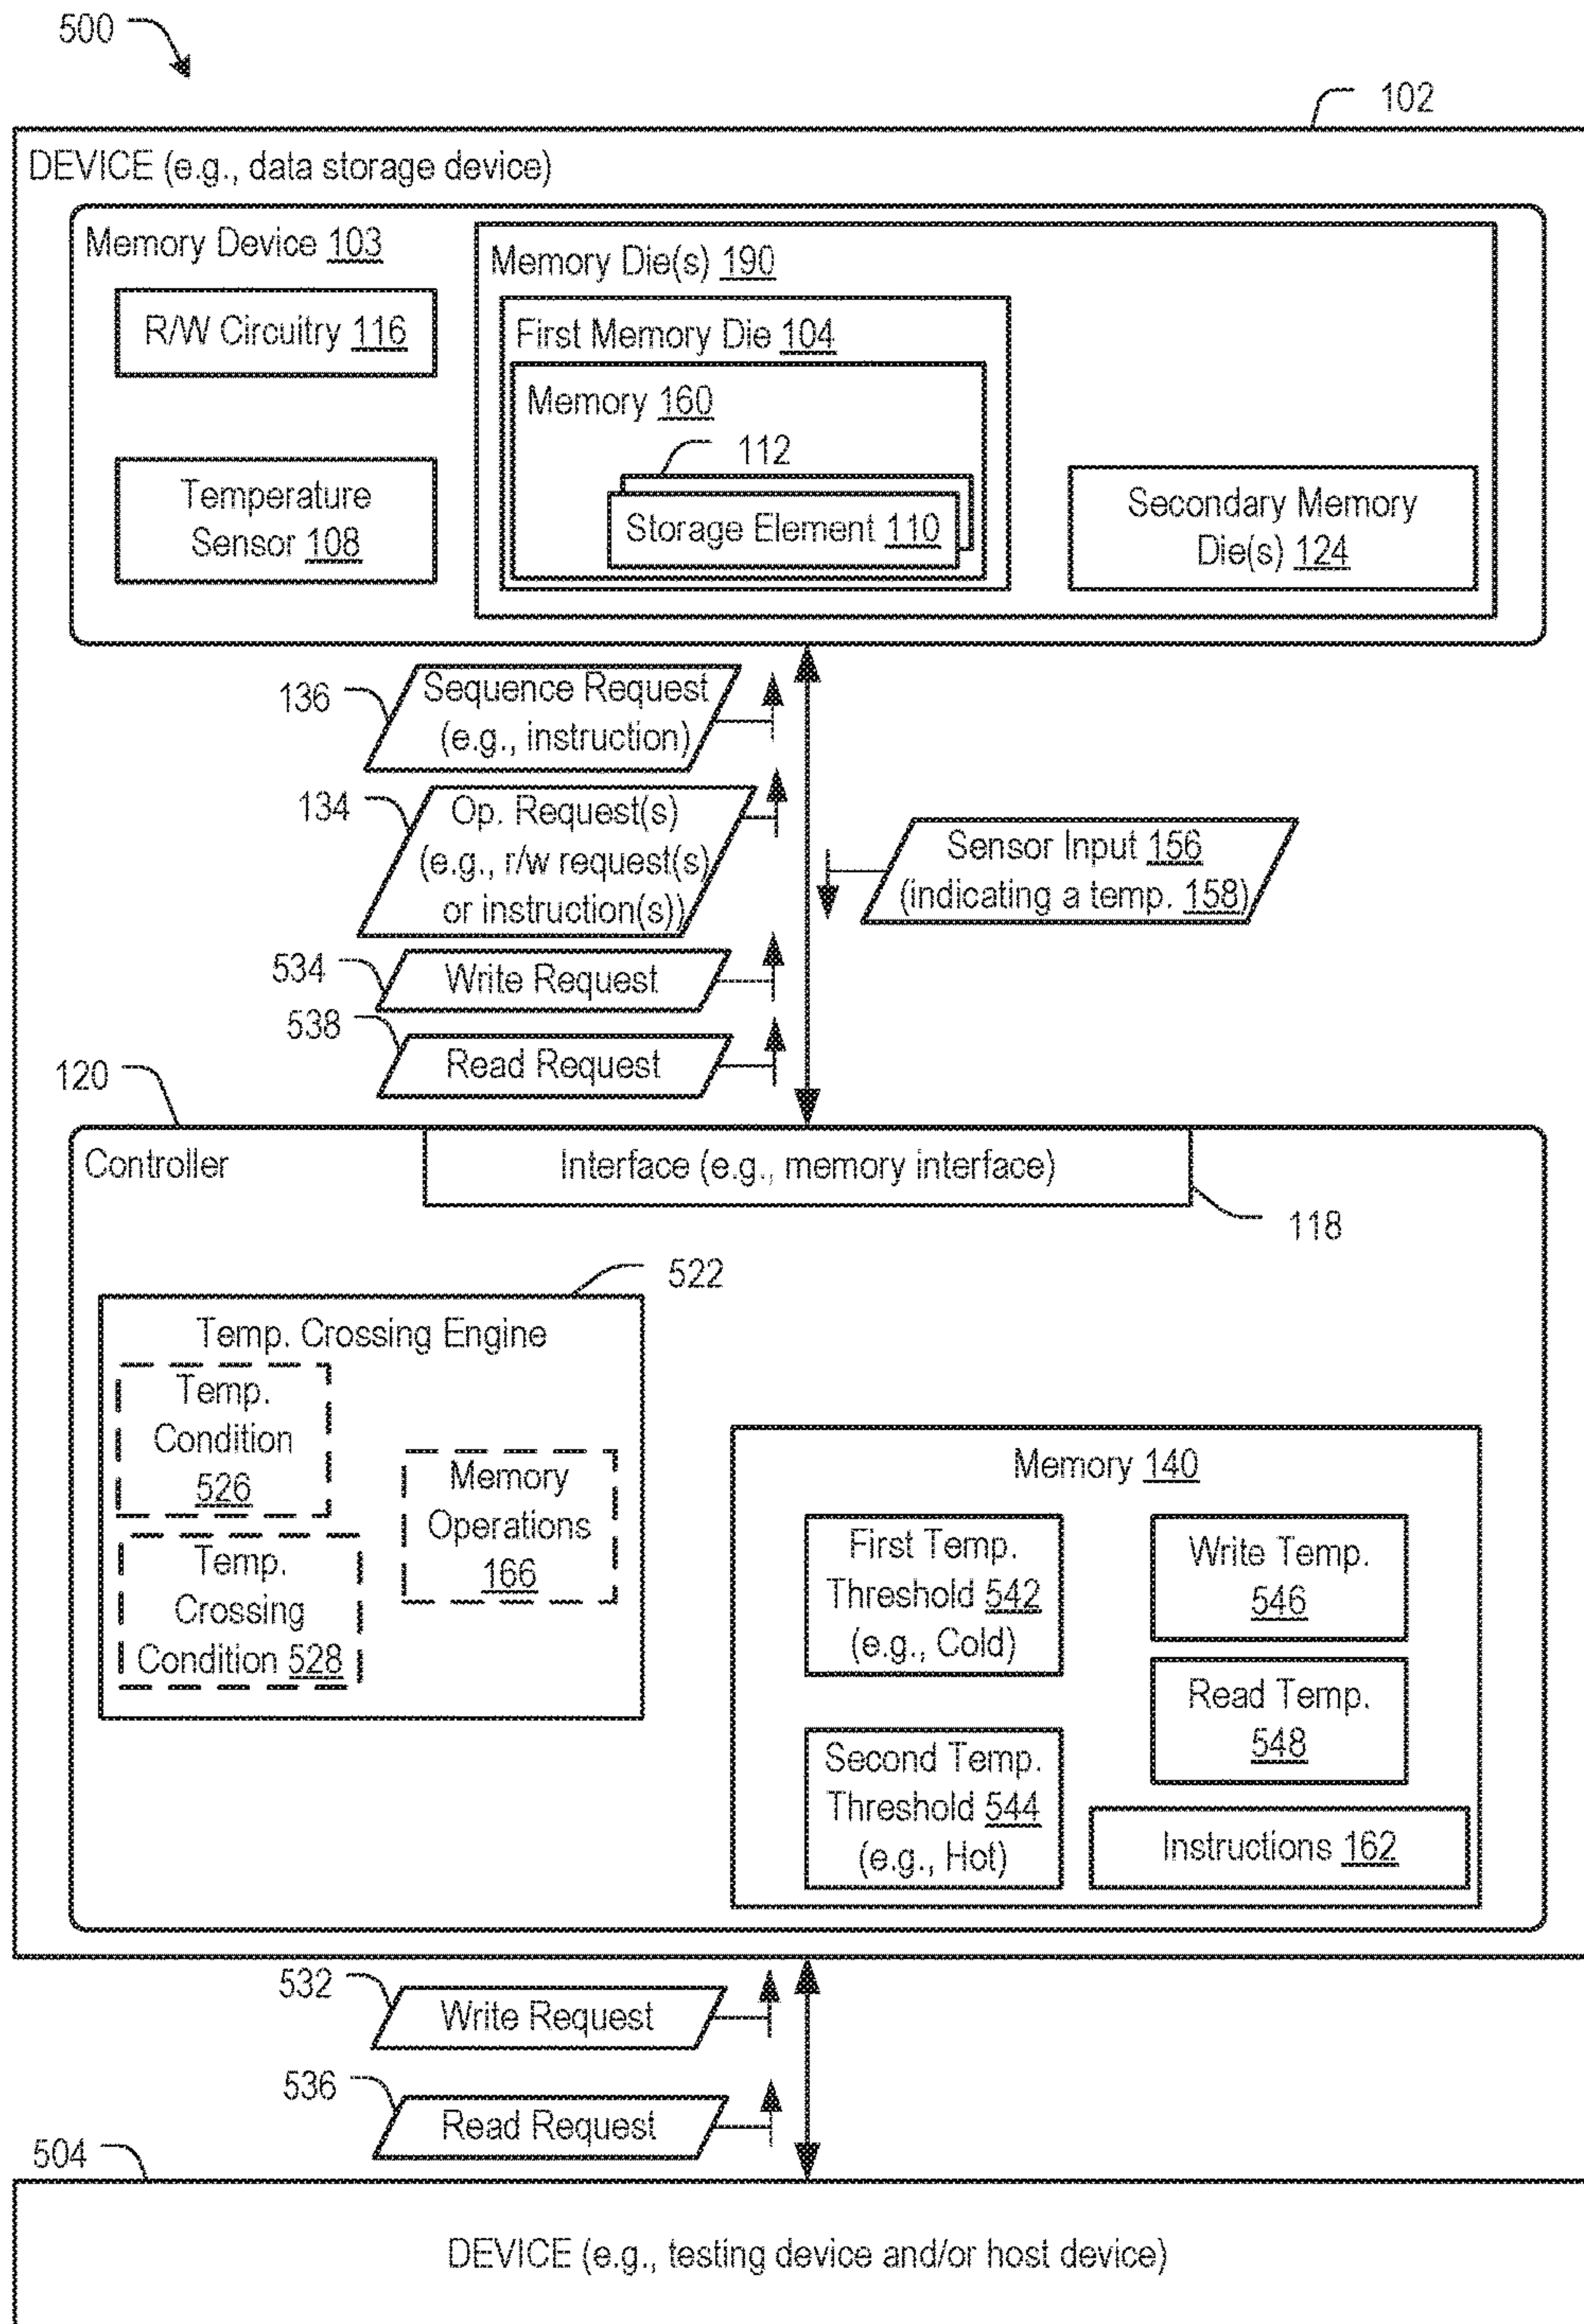 500
102
DEVICE (e.g., data storage device)
Memory Device 103
R/W Circuitry 116
Temperature
Sensor 108
Memory Die(s) 190
First Memory Die 104
Memory 160
112
Storage Element 110
Secondary Memory
Die(s) 124
136
Sequence Request
(e.g., instruction)
134
Op. Request(s)
(e.g., r/w request(s)
or instruction(s))
Sensor Input 156
(indicating a temp. 158)
534
Write Request
538
Read Request
120
Controller
Interface (e.g., memory interface)
118
522
Temp. Crossing Engine
Temp.
Condition
526
Temp.
Crossing
Condition 528
Memory
Operations
166
Memory 140
First Temp.
Threshold 542
(e.g., Cold)
Write Temp.
546
Read Temp.
548
Second Temp.
Threshold 544
(e.g., Hot)
Instructions 162
532
Write Request
536
Read Request
504
DEVICE (e.g., testing device and/or host device)